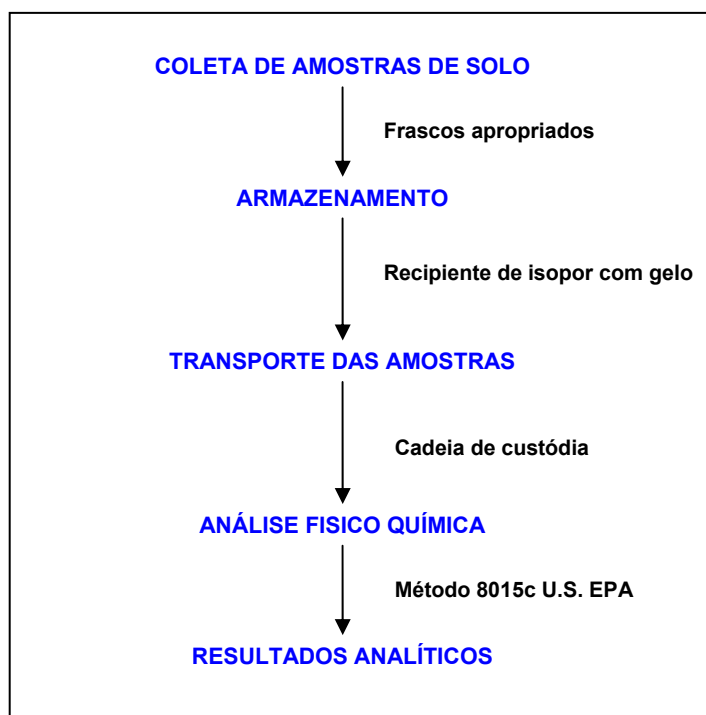 COLETA DE AMOSTRAS DE SOLO
Frascos apropriados
ARMAZENAMENTO
Recipiente de isopor com gelo
TRANSPORTE DAS AMOSTRAS
Cadeia de custódia
ANÁLISE FISICO QUÍMICA
Método 8015c U.S. EPA
RESULTADOS ANALÍTICOS